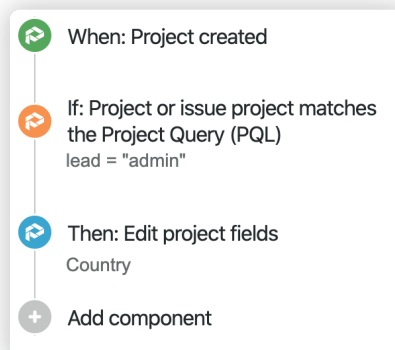 When: Project created
If: Project or issue project matches
the Project Query (PQL)
lead = "admin"
Then: Edit project fields
Country
Add component